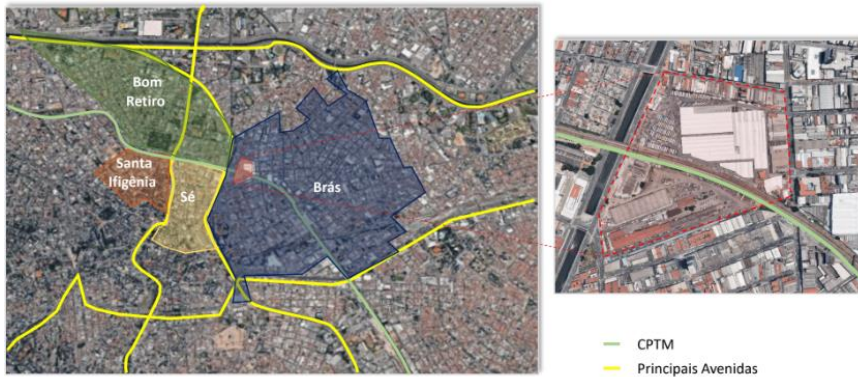 Bom
Retiro
Santa
Ifigênia
Sé
Brás
CPTM
Principais Avenidas